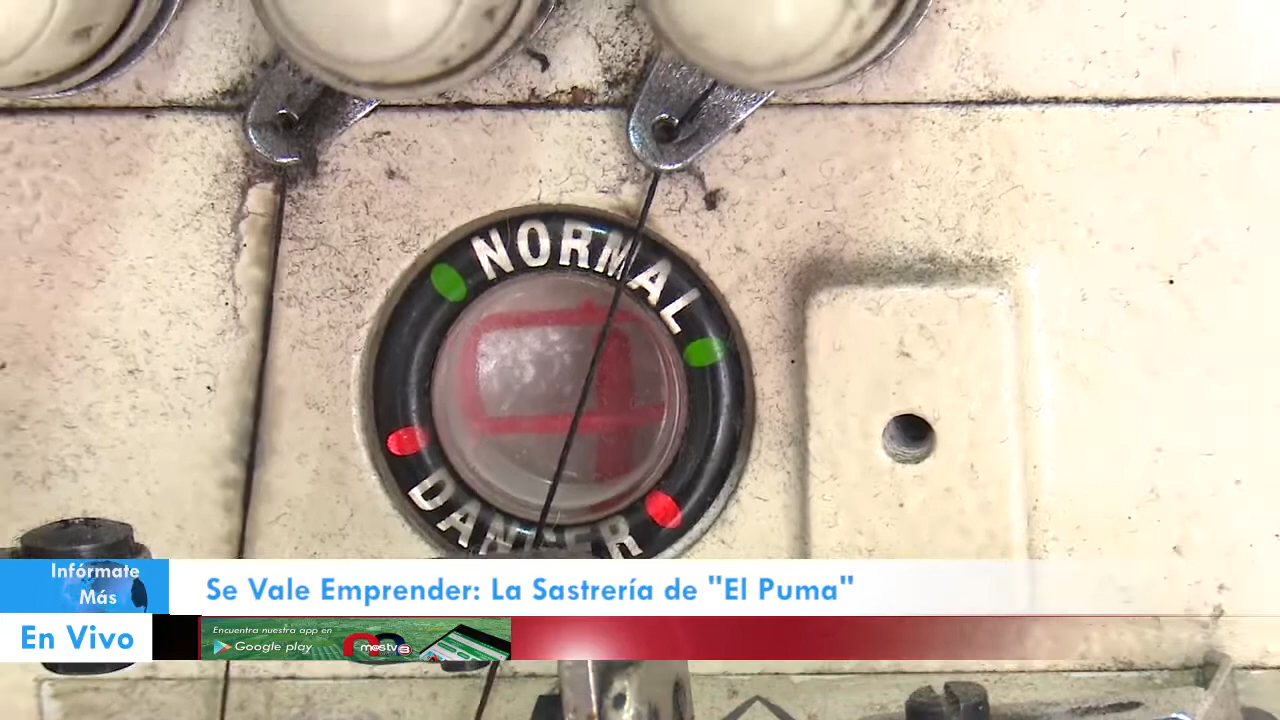 NORMAL
DANGER
Infórmate
Más
Se Vale Emprender: La Sastrería de "El Puma"
En Vivo
Encuentra nuestra app en
Google play